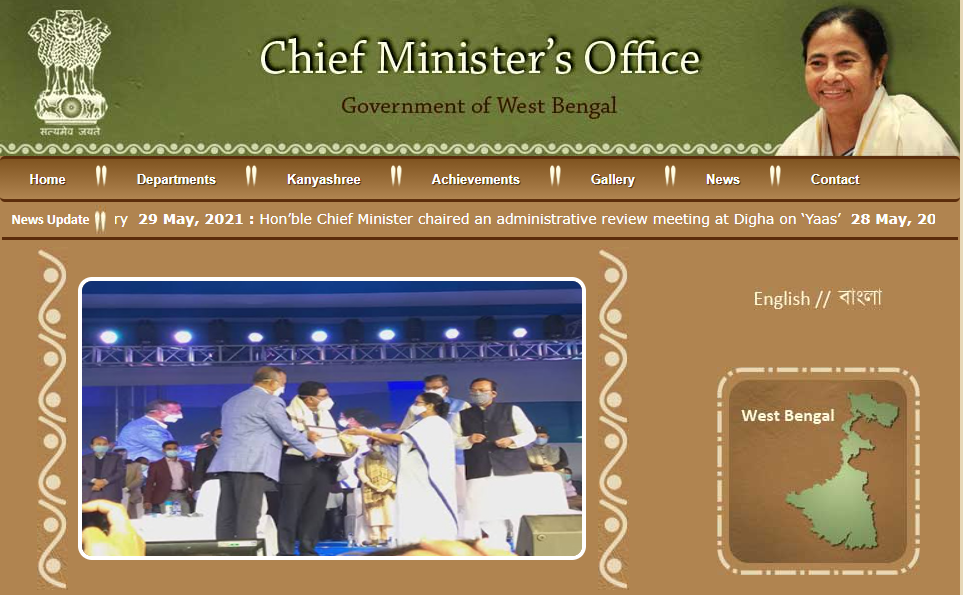 सत्यमेव जयते
Chief Minister’s Office
Government of West Bengal
Home Departments Kanyashree Achievements Gallery News Contact
News Update ry 29 May, 2021 : Hon’ble Chief Minister chaired an administrative review meeting at Digha on ‘Yaas’ 28 May, 20
English // বাংলা
West Bengal